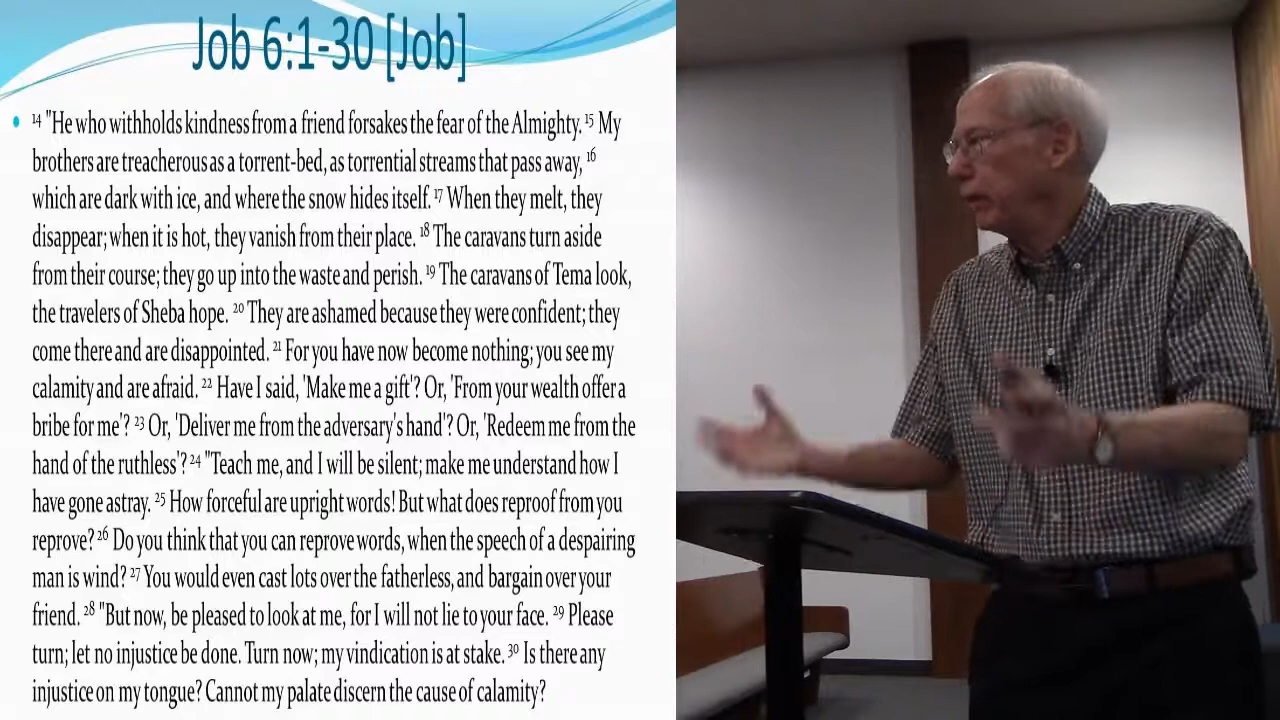 Job 6:1-30 [Job]
14 "He who withholds kindness from a friend forsakes the fear of the Almighty. 15 My
brothers are treacherous as a torrent-bed, as torrential streams that pass away, 16
which are dark with ice, and where the snow hides itself. 17 When they melt, they
disappear; when it is hot, they vanish from their place. 18 The caravans turn aside
from their course; they go up into the waste and perish. 19 The caravans of Tema look,
the travelers of Sheba hope. 20 They are ashamed because they were confident; they
come there and are disappointed. 21 For you have now become nothing; you see my
calamity and are afraid. 22 Have I said, 'Make me a gift'? Or, 'From your wealth offer a
bribe for me'? 23 Or, 'Deliver me from the adversary's hand'? Or, 'Redeem me from the
hand of the ruthless'? 24 "Teach me, and I will be silent; make me understand how I
have gone astray. 25 How forceful are upright words! But what does reproof from you
reprove? 26 Do you think that you can reprove words, when the speech of a despairing
man is wind? 27 You would even cast lots over the fatherless, and bargain over your
friend. 28 "But now, be pleased to look at me, for I will not lie to your face. 29 Please
turn; let no injustice be done. Turn now; my vindication is at stake. 30 Is there any
injustice on my tongue? Cannot my palate discern the cause of calamity?